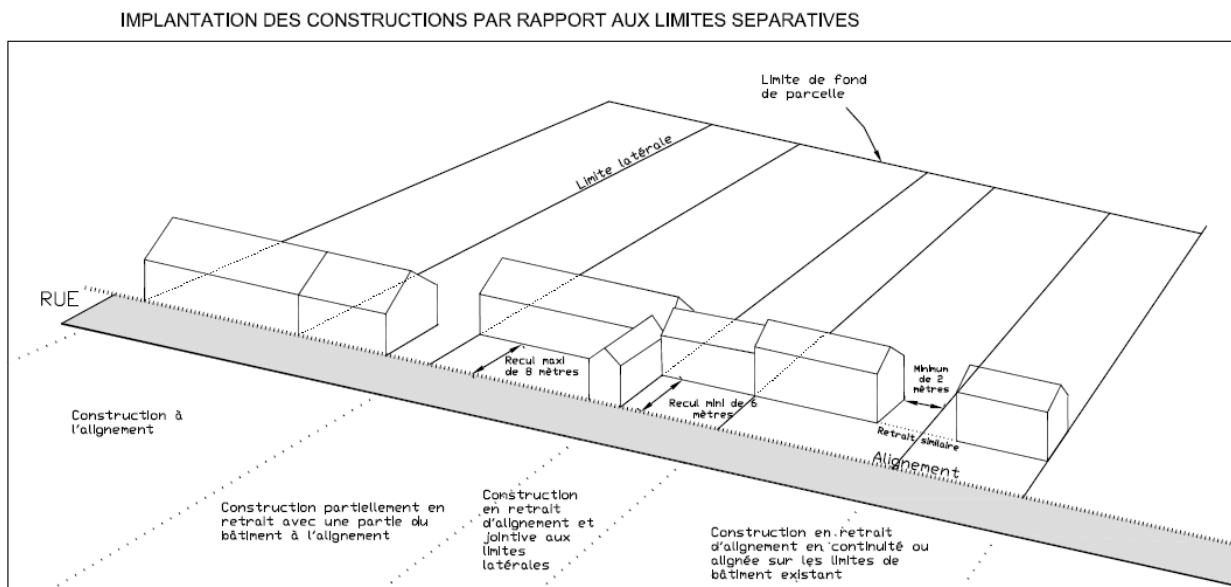 IMPLANTATION DES CONSTRUCTIONS PAR RAPPORT AUX LIMITES SEPARATIVES
Limite de fond
de parcelle
Limite latérale
RUE
Recul maxi
de 8 mètres
Recul mini de 6
mètres
Minimum
de 2
mètres
Retrait similaire
Alignement
Construction à
l'alignement
Construction partiellement en
retrait avec une partie du
bâtiment à l'alignement
Construction
en retrait
d'alignement et
jointive aux
limites
latérales
Construction en retrait
d'alignement en continuité ou
alignée sur les limites de
bâtiment existant